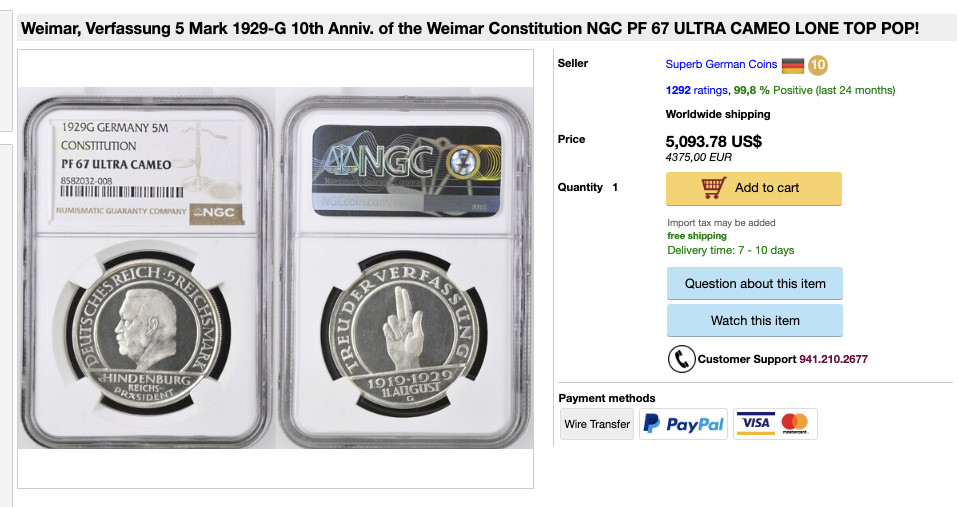 Weimar, Verfassung 5 Mark 1929-G 10th Anniv. of the Weimar Constitution NGC PF 67 ULTRA CAMEO LONE TOP POP!
1929G GERMANY 5M
CONSTITUTION
PF 67 ULTRA CAMEO
8582032-008
NUMISMATIC GUARANTY COMPANY NGC
DEUTSCHES REICH · 5 REICHSMARK
HINDENBURG
REICHS-
PRÄSIDENT
NGC
TREU DER VERFASSUNG
1919-1929
11. AUGUST
G
Seller
Superb German Coins 10
1292 ratings, 99,8 % Positive (last 24 months)
Worldwide shipping
Price
5,093.78 US$
4375,00 EUR
Quantity 1
Add to cart
Import tax may be added
free shipping
Delivery time: 7 - 10 days
Question about this item
Watch this item
Customer Support 941.210.2677
Payment methods
Wire Transfer
PayPal
VISA
mastercard